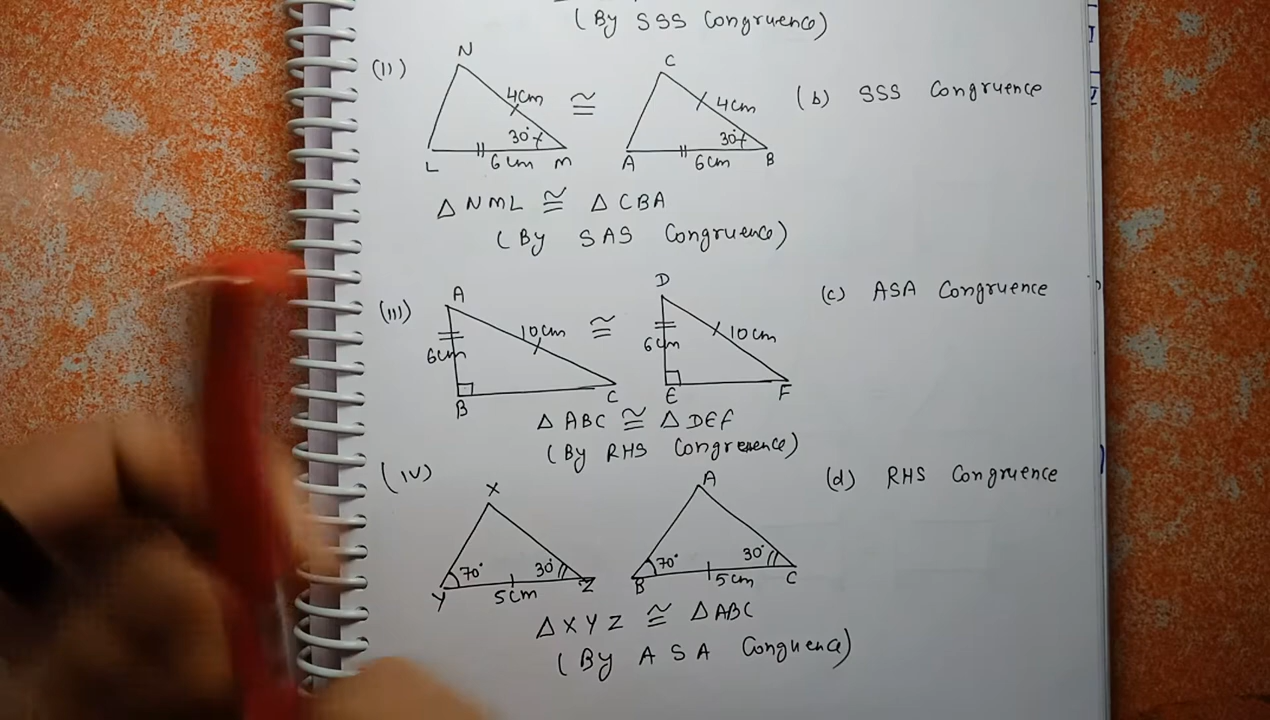 (By SSS Congruence)
(II) N 4cm 30° L 6cm M ≅ C 4cm 30° A 6cm B (b) SSS Congruence
△ NML ≅ △ CBA
(By SAS Congruence)
(III) A 10cm 6cm B C ≅ D 10cm 6cm E F (c) ASA Congruence
△ ABC ≅ △ DEF
(By RHS Congresence)
(IV) X 70° 30° Y 5cm Z A 70° 30° B 5cm C (d) RHS Congruence
△ XYZ ≅ △ ABC
(By ASA Conguence)